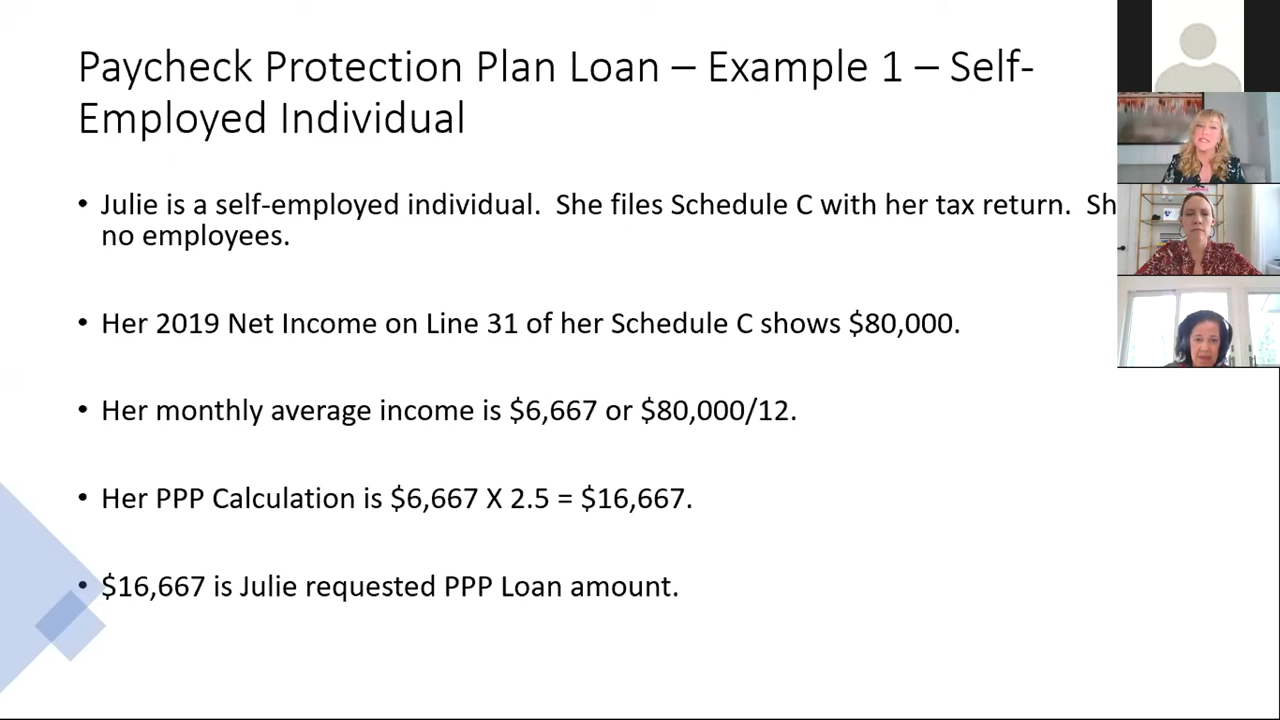 Paycheck Protection Plan Loan – Example 1 – Self-
Employed Individual
• Julie is a self-employed individual.  She files Schedule C with her tax return.  Sh
no employees.
• Her 2019 Net Income on Line 31 of her Schedule C shows $80,000.
• Her monthly average income is $6,667 or $80,000/12.
• Her PPP Calculation is $6,667 X 2.5 = $16,667.
• $16,667 is Julie requested PPP Loan amount.